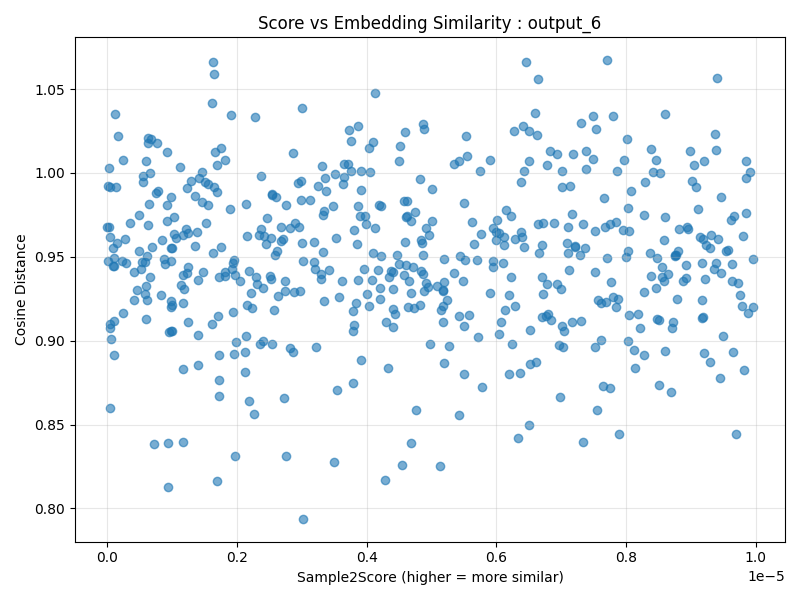 Score vs Embedding Similarity : output_6
Cosine Distance
1.05
1.00
0.95
0.90
0.85
0.80
0.0 0.2 0.4 0.6 0.8 1.0
1e−5
Sample2Score (higher = more similar)